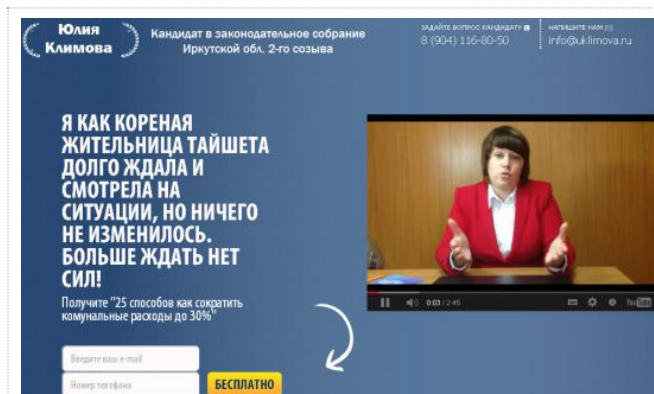 Юлия
Климова
Кандидат в законодательное собрание
Иркутской обл. 2-го созыва
ЗАДАЙТЕ ВОПРОС КАНДИДАТУ
8 (904) 116-80-50
НАПИШИТЕ НАМ
info@uklimova.ru
Я КАК КОРЕНАЯ
ЖИТЕЛЬНИЦА ТАЙШЕТА
ДОЛГО ЖДАЛА И
СМОТРЕЛА НА
СИТУАЦИИ, НО НИЧЕГО
НЕ ИЗМЕНИЛОСЬ.
БОЛЬШЕ ЖДАТЬ НЕТ
СИЛ!
Получите "25 способов как сократить
комунальные расходы до 30%"
0:03 / 2:45
YouTube
Введите ваш e-mail
Номер телефона
БЕСПЛАТНО